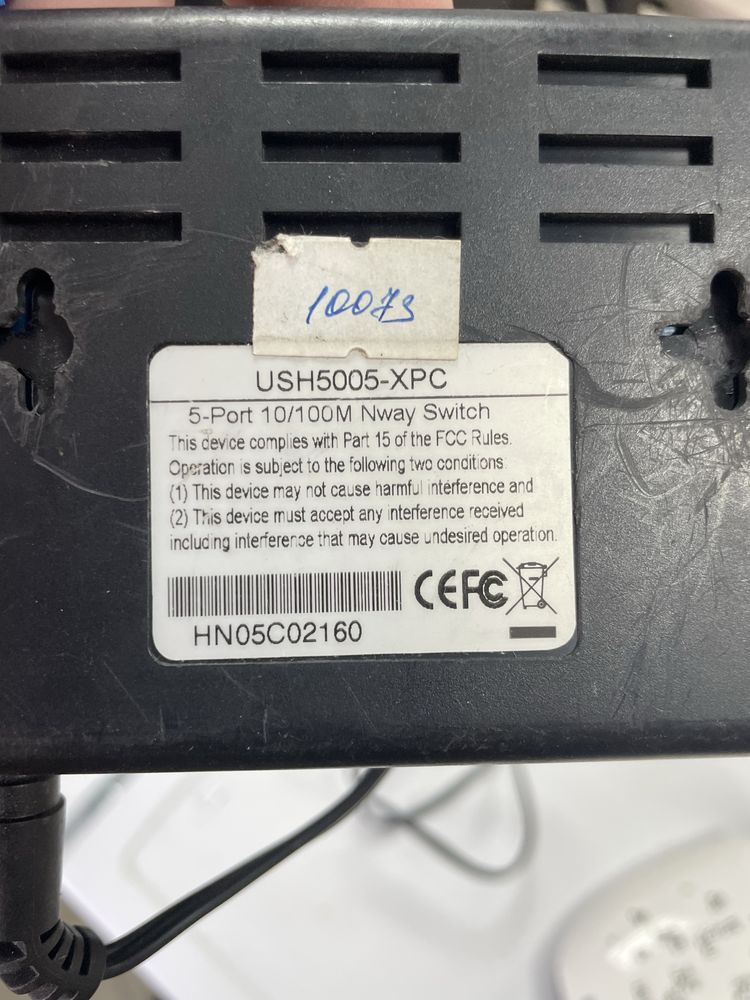 10073
USH5005-XPC
5-Port 10/100M Nway Switch
This device complies with Part 15 of the FCC Rules.
Operation is subject to the following two conditions:
(1) This device may not cause harmful interference and
(2) This device must accept any interference received
including interference that may cause undesired operation.
CE FC
HN05C02160